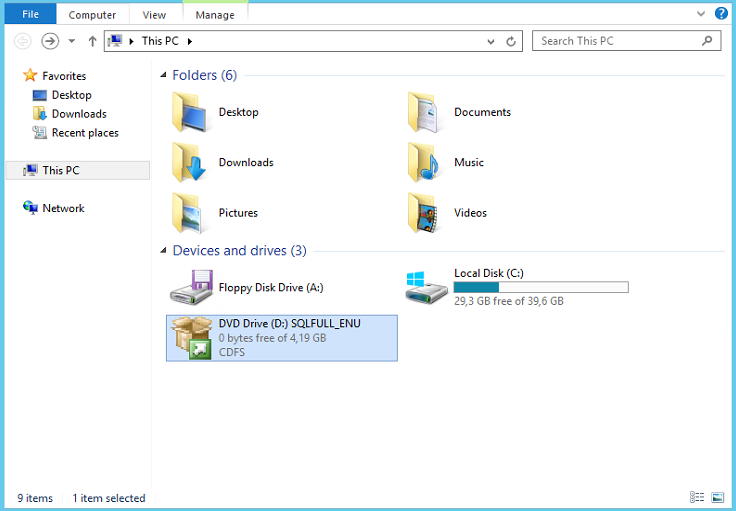 File Computer View Manage
This PC
Search This PC
Favorites
Desktop
Downloads
Recent places
This PC
Network
Folders (6)
Desktop
Documents
Downloads
Music
Pictures
Videos
Devices and drives (3)
Floppy Disk Drive (A:)
Local Disk (C:)
29,3 GB free of 39,6 GB
DVD Drive (D:) SQLFULL_ENU
0 bytes free of 4,19 GB
CDFS
9 items 1 item selected